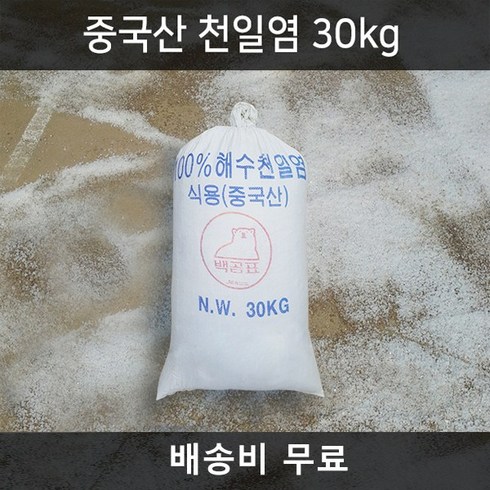 중국산 천일염 30kg
100%해수천일염
식용(중국산)
백곰표
N.W. 30KG
배송비 무료